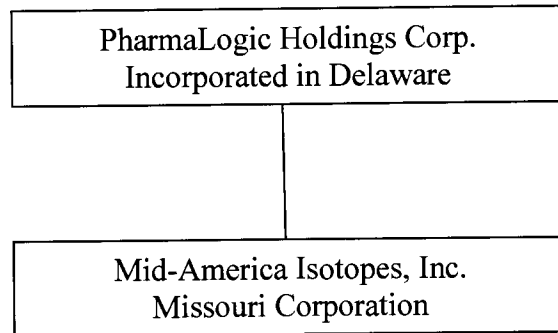 PharmaLogic Holdings Corp.
Incorporated in Delaware
Mid-America Isotopes, Inc.
Missouri Corporation